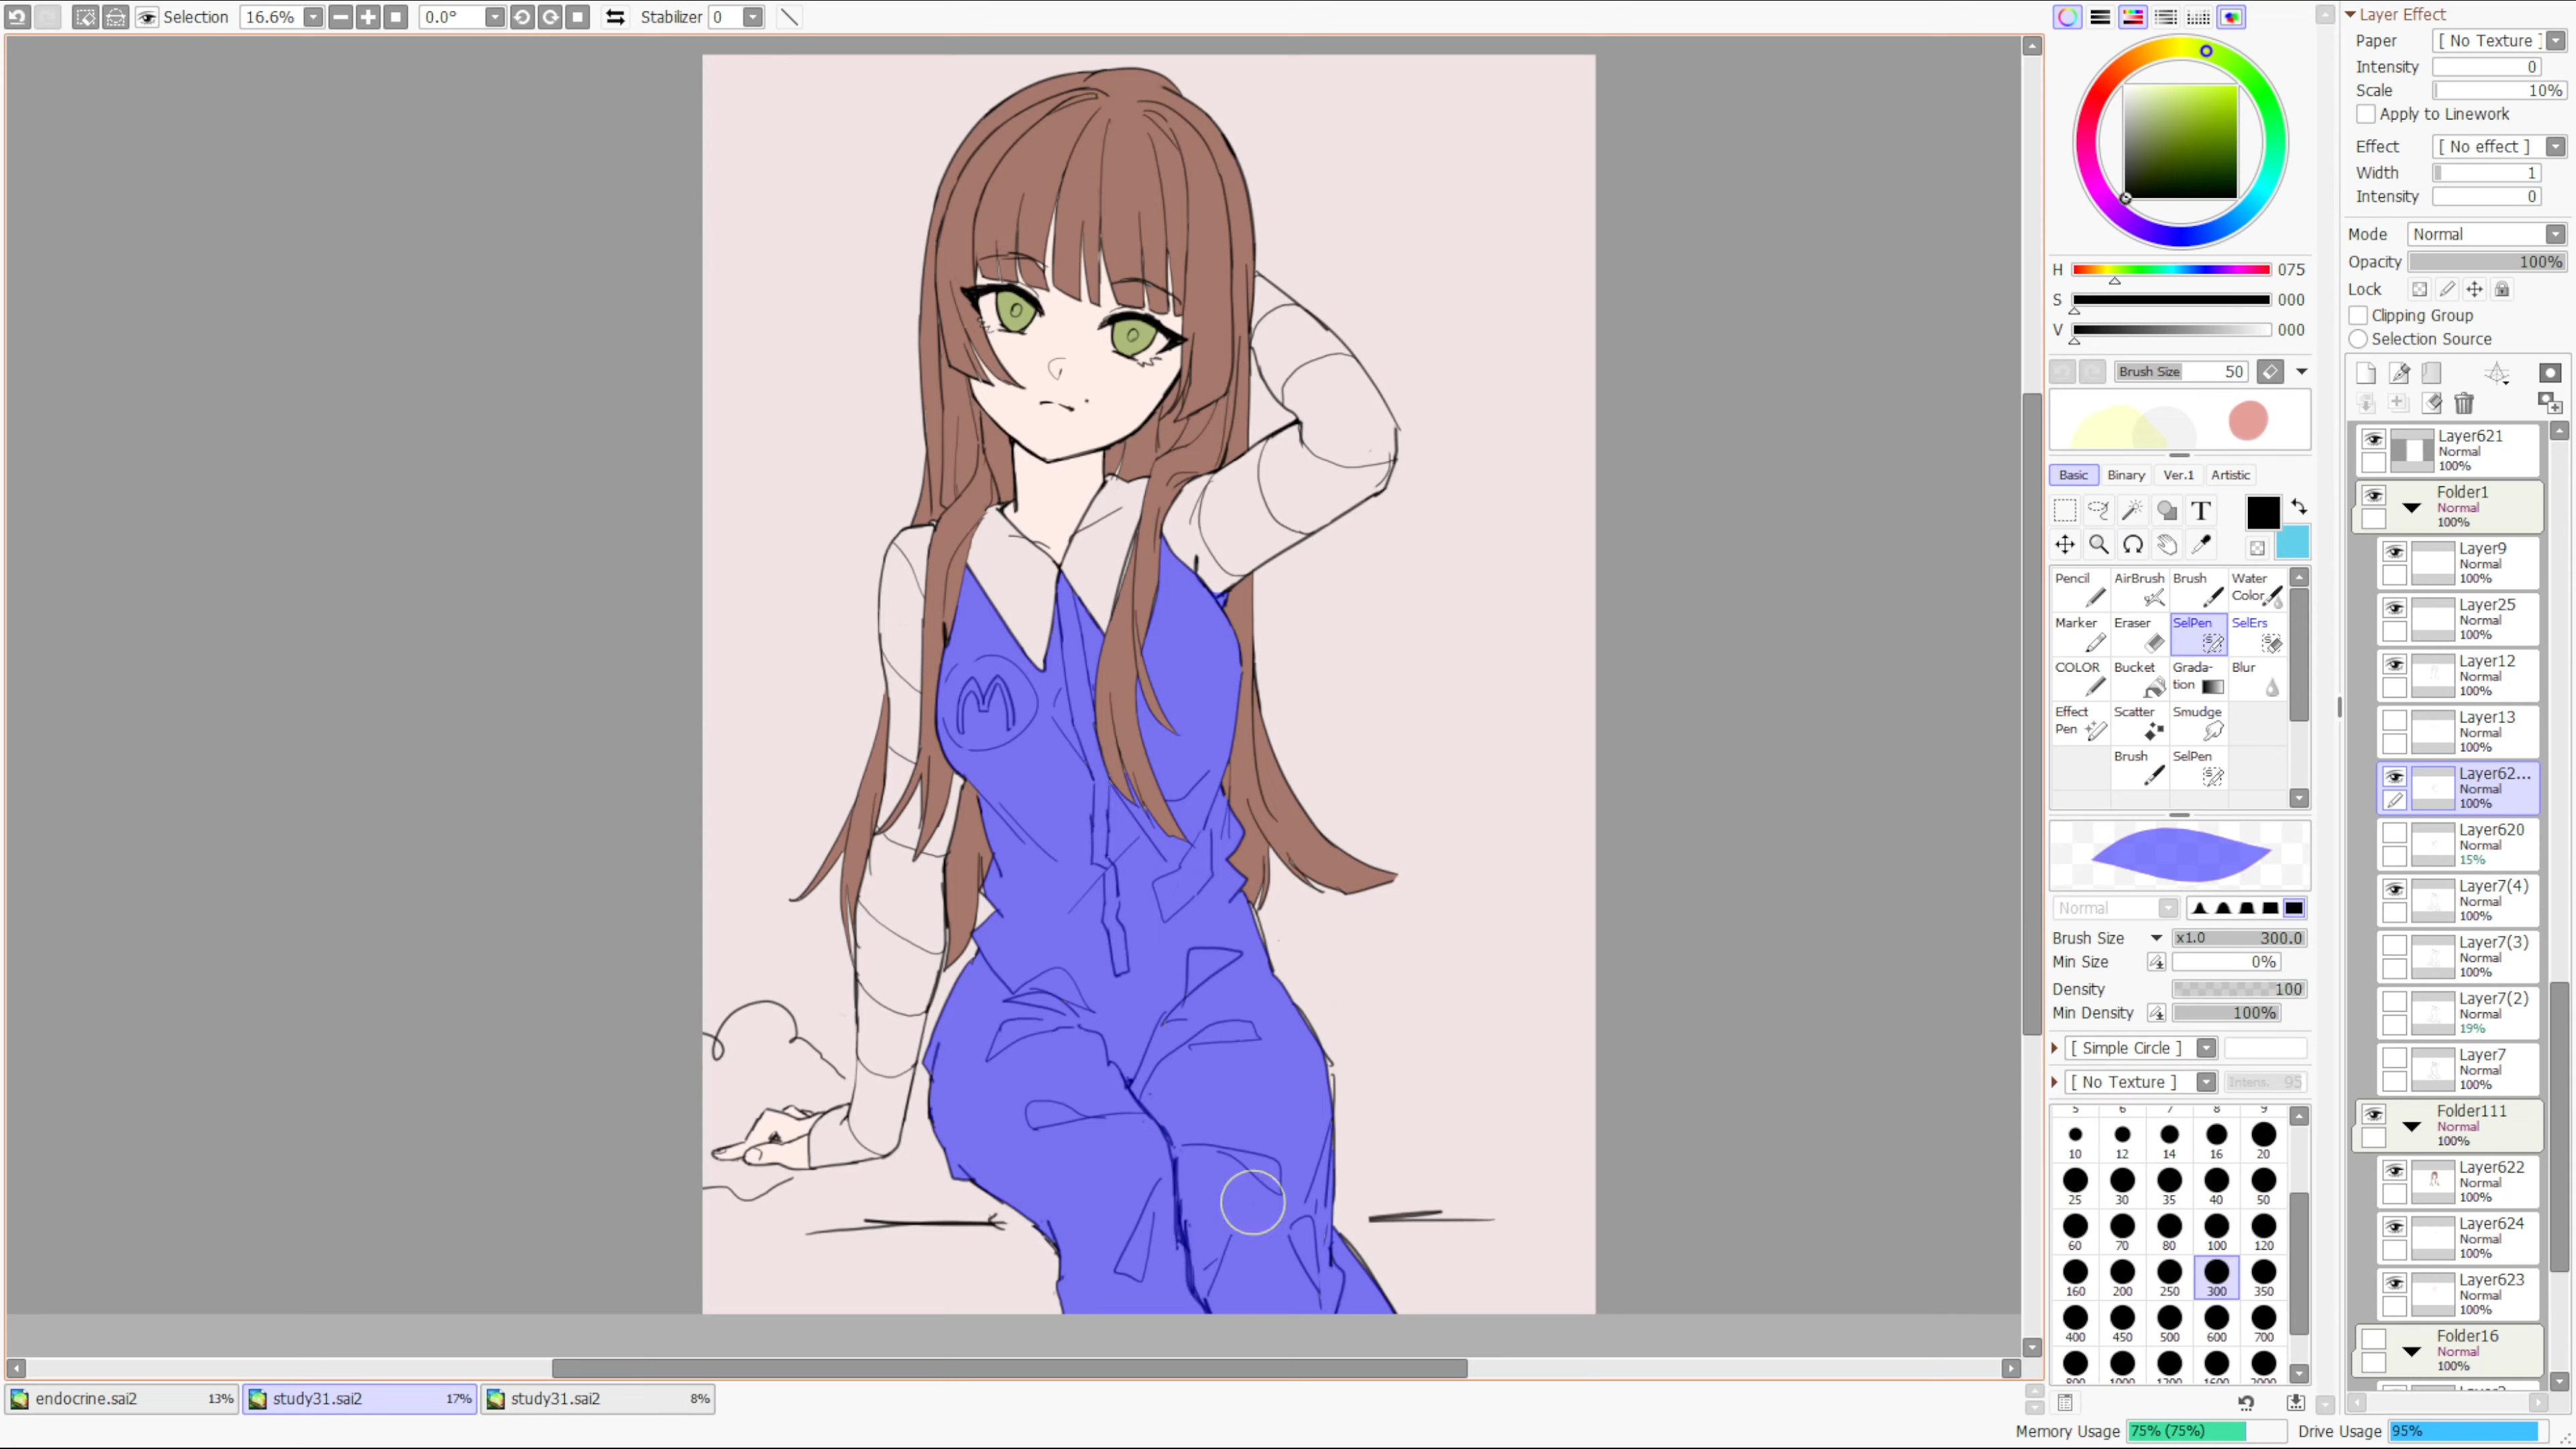 Selection
16.6%
0.0°
Stabilizer 0
M
endocrine.sai2 13%
study31.sai2 17%
study31.sai2 8%
H 075
S 000
V 000
Brush Size 50
Basic
Binary
Ver.1
Artistic
T
Pencil
AirBrush
Brush
Water
Color
Marker
Eraser
SelPen
SelErs
COLOR
Bucket
Grada-
tion
Blur
Effect
Pen
Scatter
Smudge
Brush
SelPen
Normal
Brush Size x1.0 300.0
Min Size 0%
Density 100
Min Density 100%
[ Simple Circle ]
[ No Texture ] Intens. 95
5 6 7 8 9
10 12 14 16 20
25 30 35 40 50
60 70 80 100 120
160 200 250 300 350
400 450 500 600 700
800 1000 1200 1600 2000
Layer Effect
Paper [ No Texture ]
Intensity 0
Scale 10%
Apply to Linework
Effect [ No effect ]
Width 1
Intensity 0
Mode Normal
Opacity 100%
Lock
Clipping Group
Selection Source
Layer621
Normal
100%
Folder1
Normal
100%
Layer9
Normal
100%
Layer25
Normal
100%
Layer12
Normal
100%
Layer13
Normal
100%
Layer62...
Normal
100%
Layer620
Normal
15%
Layer7(4)
Normal
100%
Layer7(3)
Normal
100%
Layer7(2)
Normal
19%
Layer7
Normal
100%
Folder111
Normal
100%
Layer622
Normal
100%
Layer624
Normal
100%
Layer623
Normal
100%
Folder16
Normal
100%
Memory Usage 75% (75%)
Drive Usage 95%